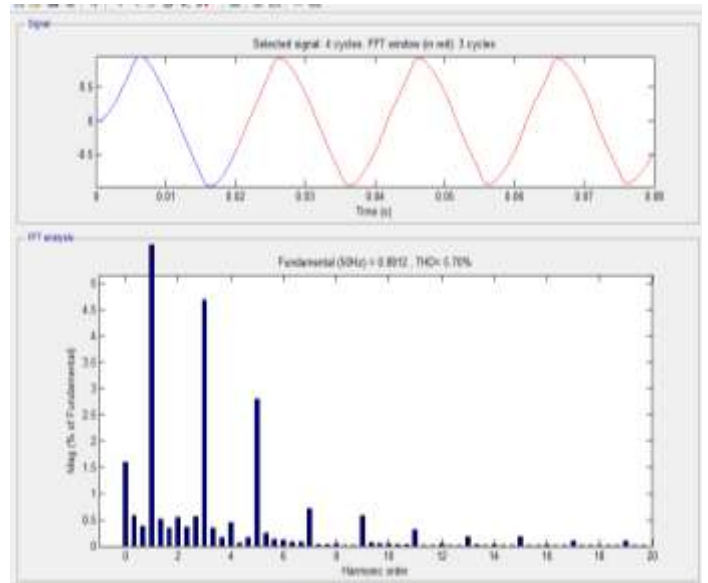 Signal
Selected signal: 4 cycles. FFT window (in red): 3 cycles
0.5
0
-0.5
0 0.01 0.02 0.03 0.04 0.05 0.06 0.07 0.08
Time (s)
FFT analysis
Fundamental (50Hz) = THD= 5.70%
5
4.5
4
3.5
3
2.5
2
1.5
1
0.5
0
Mag (% of Fundamental)
0 2 4 6 8 10 12 14 16 18 20
Harmonic order